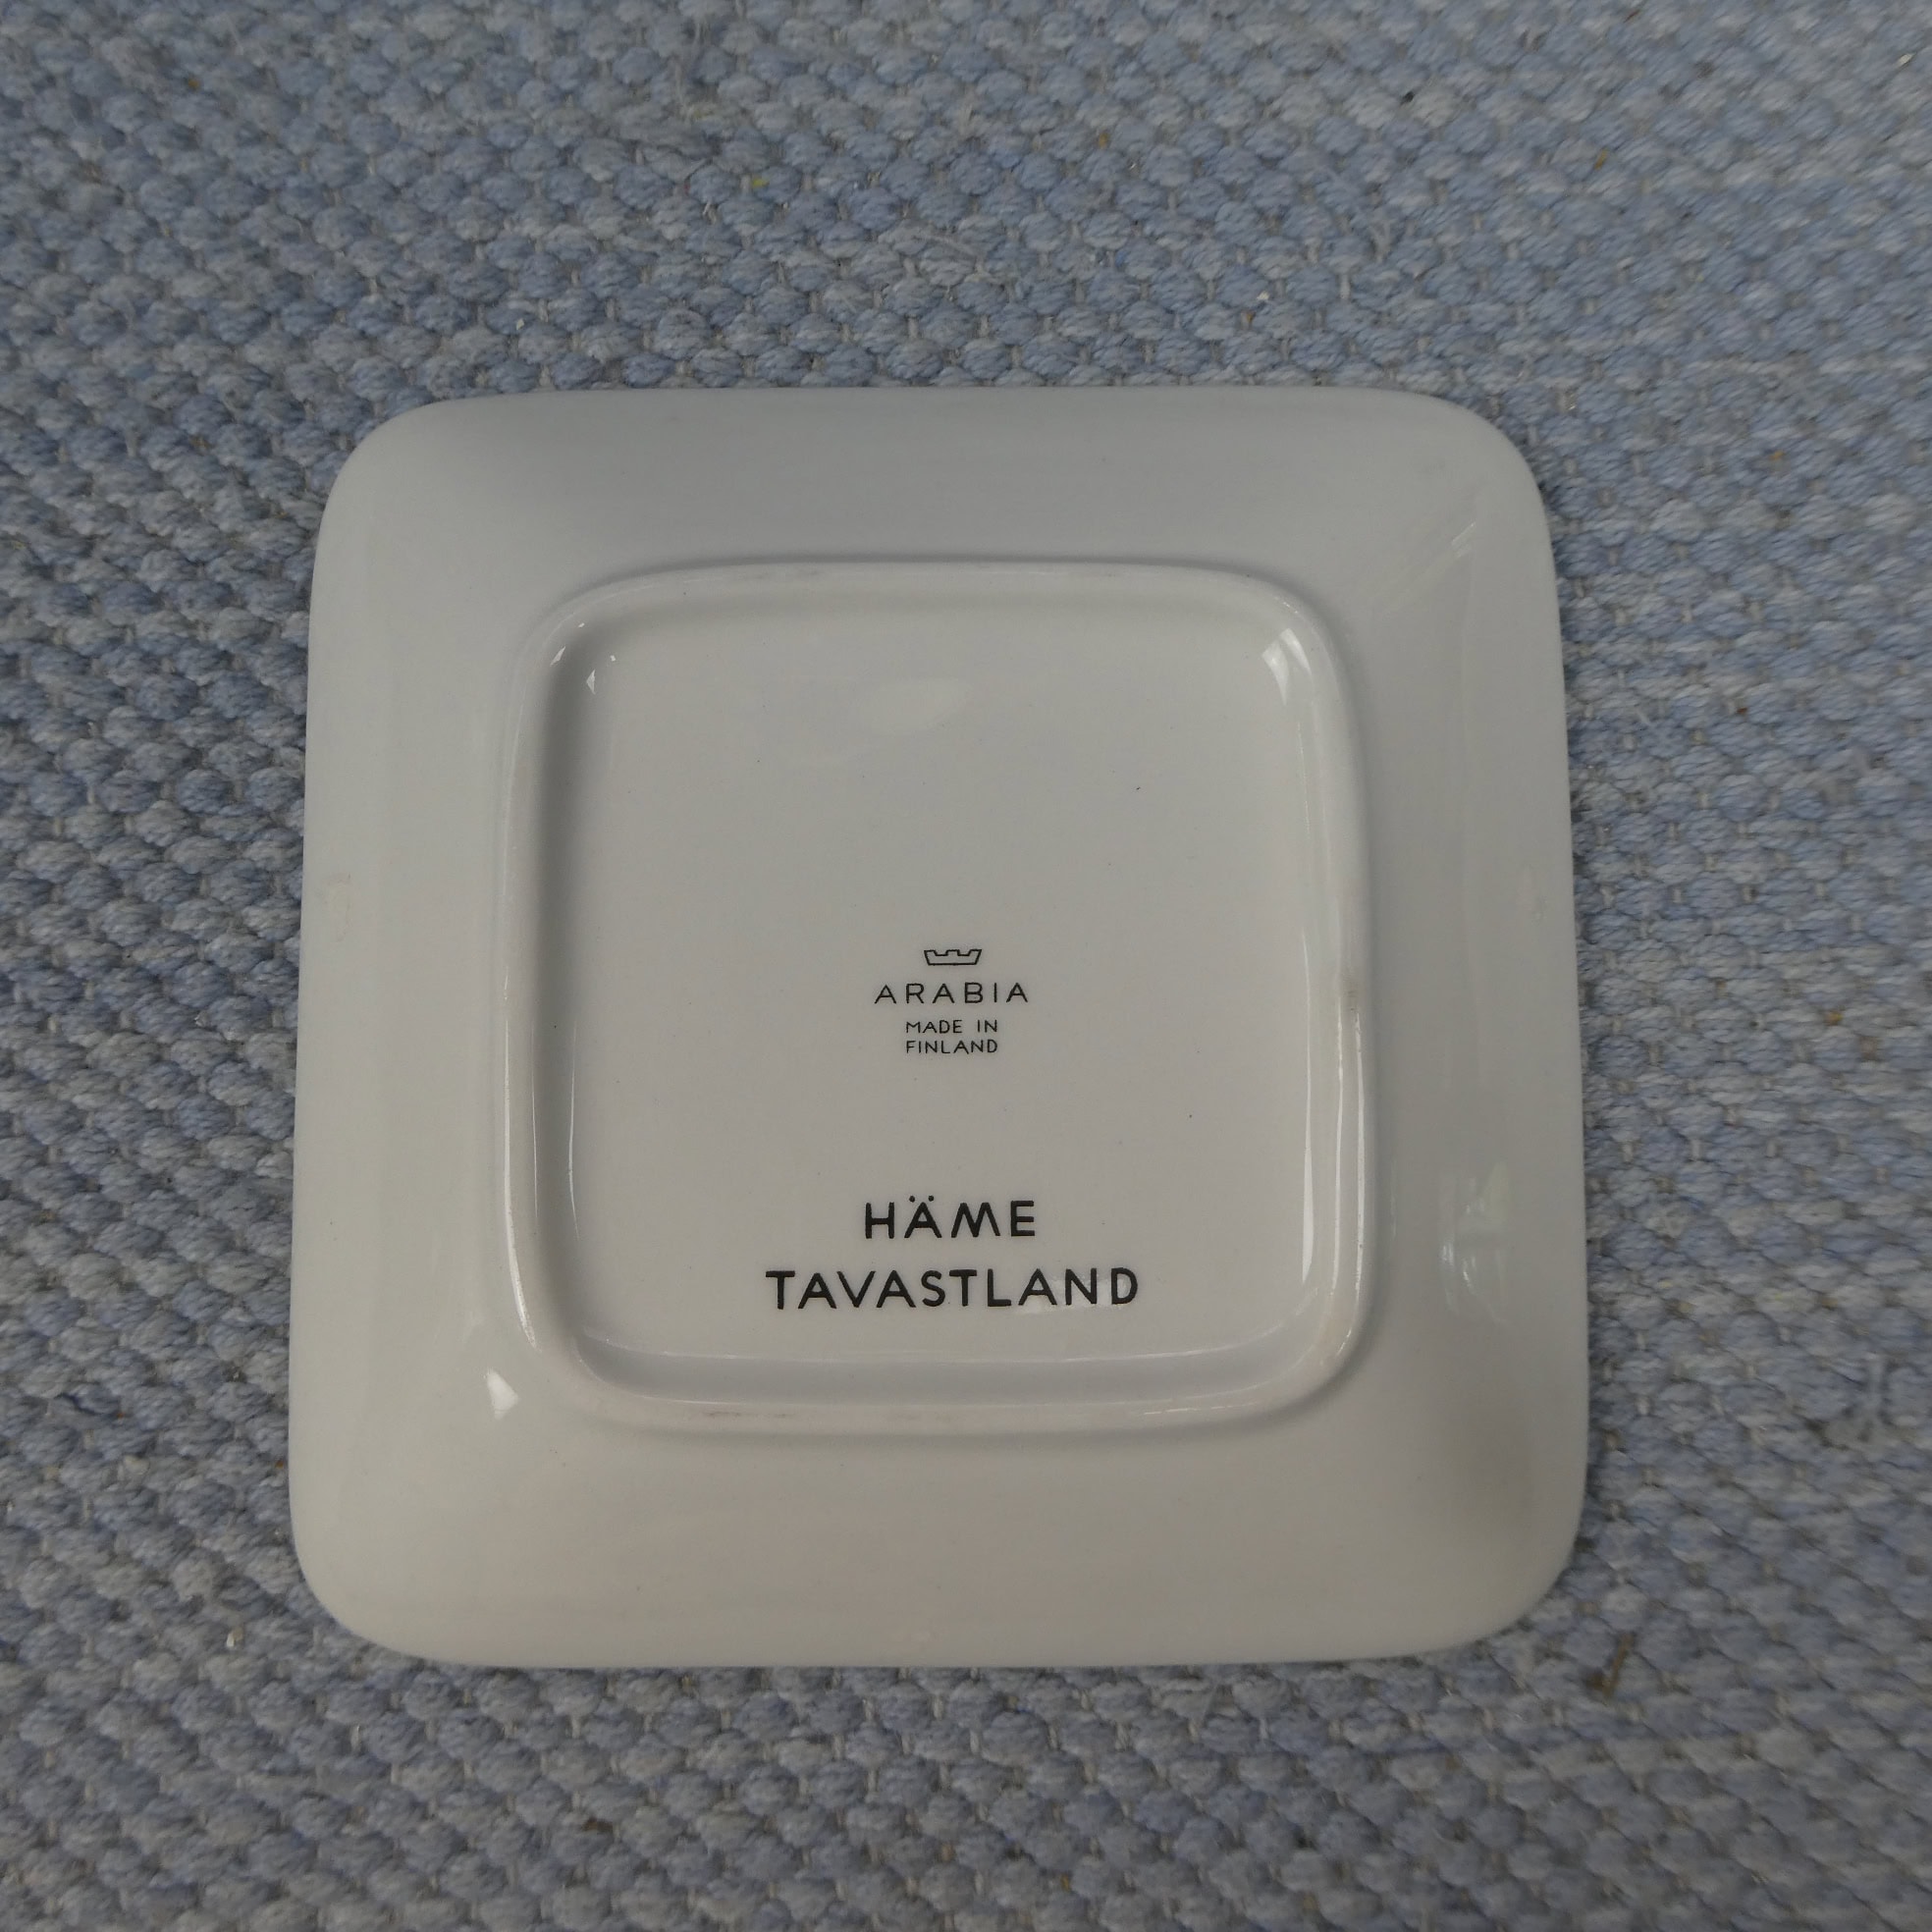 ARABIA
MADE IN
FINLAND
HÄME
TAVASTLAND